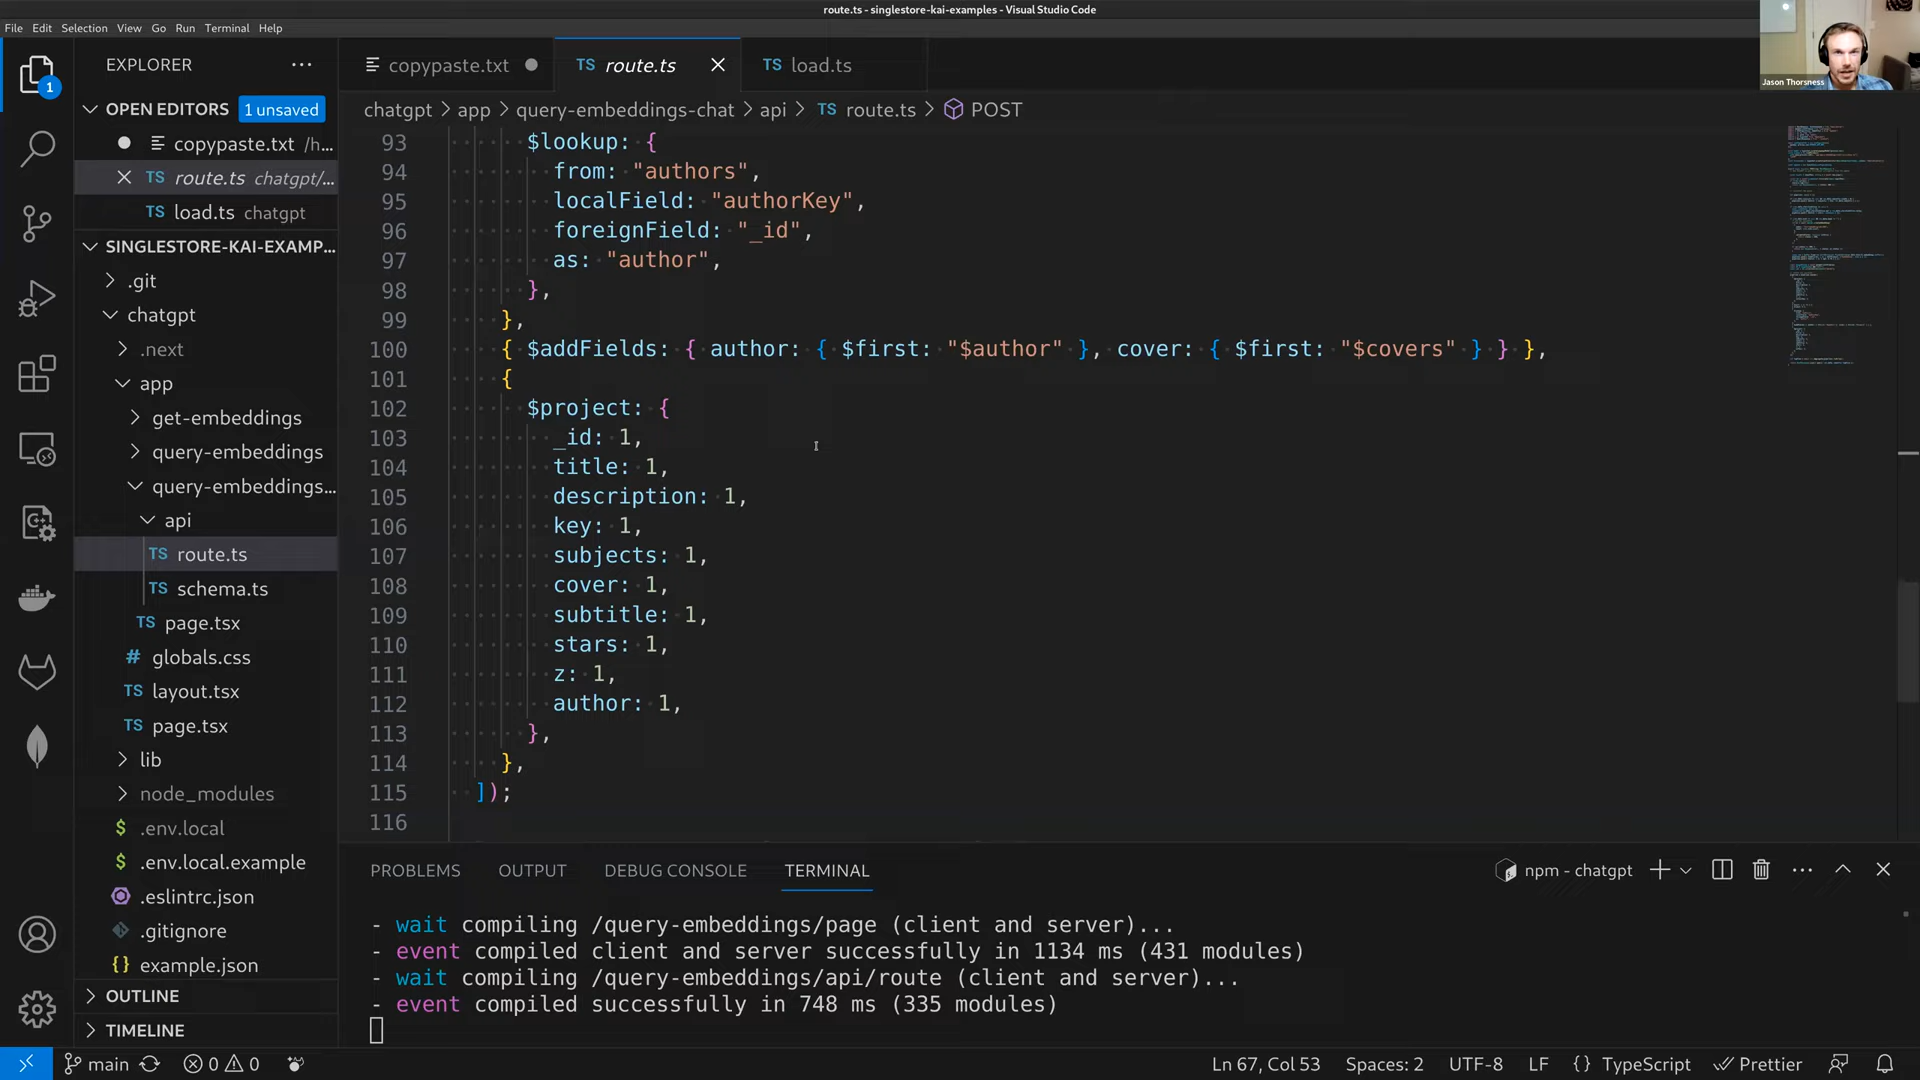 route.ts - singlestore-kai-examples - Visual Studio Code
File Edit Selection View Go Run Terminal Help
Jason Thorsness
EXPLORER ···
copypaste.txt
TS route.ts
TS load.ts
1
OPEN EDITORS 1 unsaved
copypaste.txt /h...
TS route.ts chatgpt/...
TS load.ts chatgpt
SINGLESTORE-KAI-EXAMP...
.git
chatgpt
.next
app
get-embeddings
query-embeddings
query-embeddings...
api
TS route.ts
TS schema.ts
TS page.tsx
# globals.css
TS layout.tsx
TS page.tsx
lib
node_modules
$ .env.local
$ .env.local.example
.eslintrc.json
.gitignore
{} example.json
OUTLINE
TIMELINE
chatgpt > app > query-embeddings-chat > api > TS route.ts > POST
93 $lookup: {
94 from: "authors",
95 localField: "authorKey",
96 foreignField: "_id",
97 as: "author",
98 },
99 },
100 { $addFields: { author: { $first: "$author" }, cover: { $first: "$covers" } } },
101 {
102 $project: {
103 _id: 1,
104 title: 1,
105 description: 1,
106 key: 1,
107 subjects: 1,
108 cover: 1,
109 subtitle: 1,
110 stars: 1,
111 z: 1,
112 author: 1,
113 },
114 },
115 ]);
116
PROBLEMS OUTPUT DEBUG CONSOLE TERMINAL
npm - chatgpt
- wait compiling /query-embeddings/page (client and server)...
- event compiled client and server successfully in 1134 ms (431 modules)
- wait compiling /query-embeddings/api/route (client and server)...
- event compiled successfully in 748 ms (335 modules)
main 0 0
Ln 67, Col 53 Spaces: 2 UTF-8 LF {} TypeScript Prettier